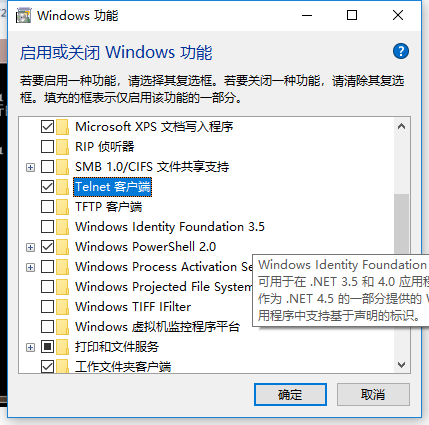 Windows 功能
启用或关闭 Windows 功能
若要启用一种功能，请选择其复选框。若要关闭一种功能，请清除其复选
框。填充的框表示仅启用该功能的一部分。
Microsoft XPS 文档写入程序
RIP 侦听器
SMB 1.0/CIFS 文件共享支持
Telnet 客户端
TFTP 客户端
Windows Identity Foundation 3.5
Windows PowerShell 2.0
Windows Process Activation Se
Windows Identity Foundation
可用于在 .NET 3.5 和 4.0 应用程
作为 .NET 4.5 的一部分提供的 W
用程序中支持基于声明的标识。
Windows Projected File System
Windows TIFF IFilter
Windows 虚拟机监控程序平台
打印和文件服务
工作文件夹客户端
确定
取消